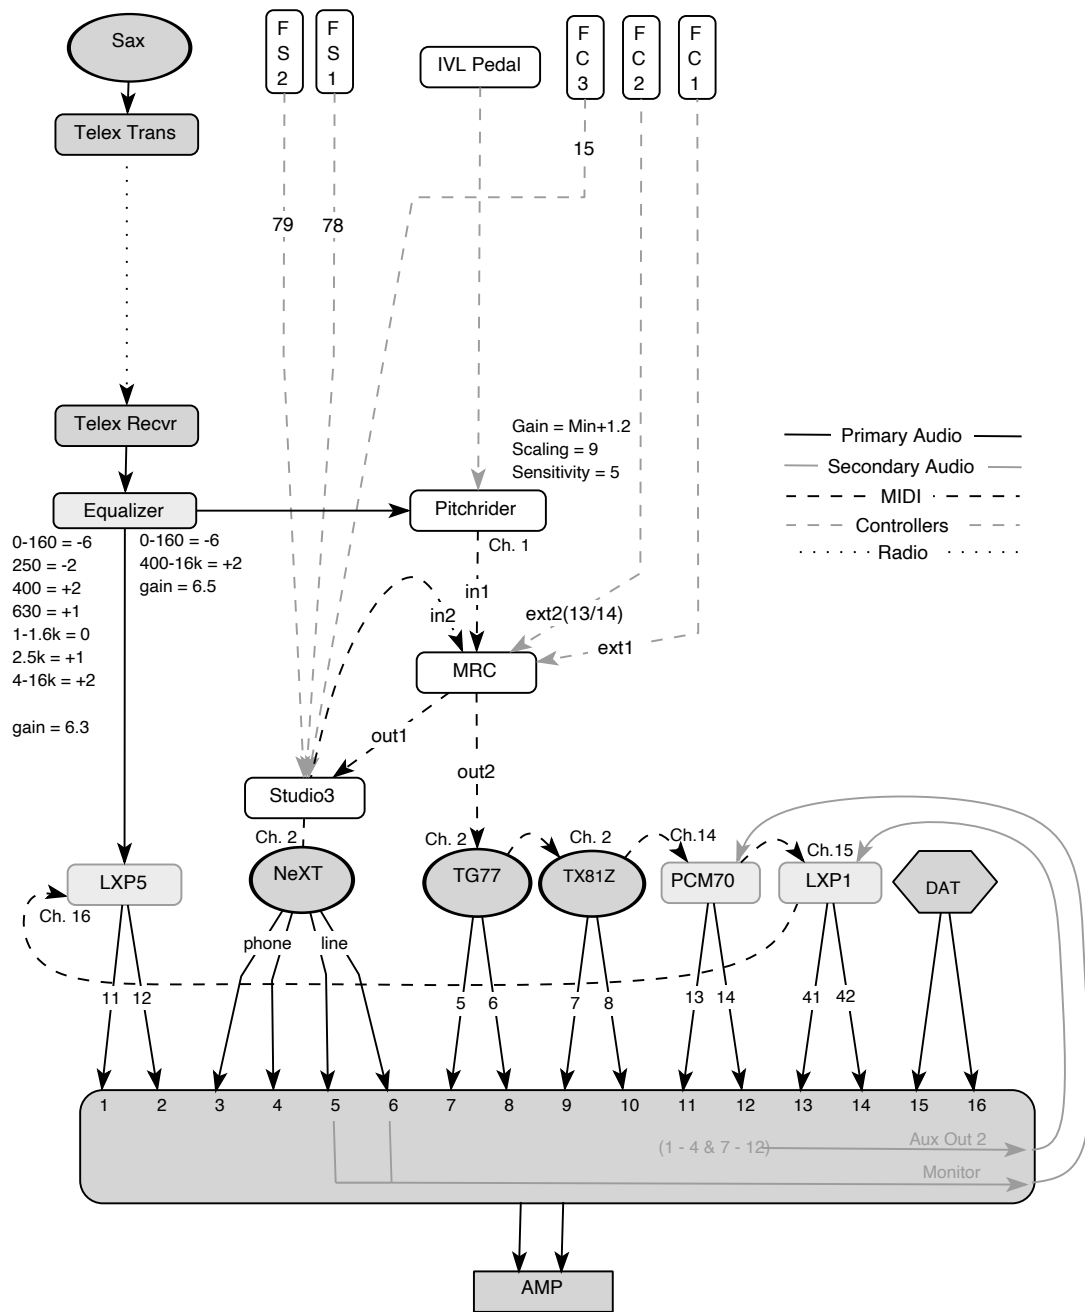 Sax
F
S
2
F
S
1
IVL Pedal
F
C
3
F
C
2
F
C
1
Telex Trans
15
79
78
Telex Recvr
Gain = Min+1.2
Scaling = 9
Sensitivity = 5
Primary Audio
Secondary Audio
MIDI
Controllers
Radio
Equalizer
Pitchrider
0-160 = -6
250 = -2
400 = +2
630 = +1
1-1.6k = 0
2.5k = +1
4-16k = +2
gain = 6.3
0-160 = -6
400-16k = +2
gain = 6.5
Ch. 1
in1
in2
ext2(13/14)
ext1
MRC
out1
out2
Studio3
Ch. 2
Ch. 2
Ch. 2
Ch.14
Ch.15
LXP5
NeXT
TG77
TX81Z
PCM70
LXP1
DAT
Ch. 16
phone
line
11
12
5
6
7
8
13
14
41
42
1
2
3
4
5
6
7
8
9
10
11
12
13
14
15
16
(1 - 4 & 7 - 12)
Aux Out 2
Monitor
AMP